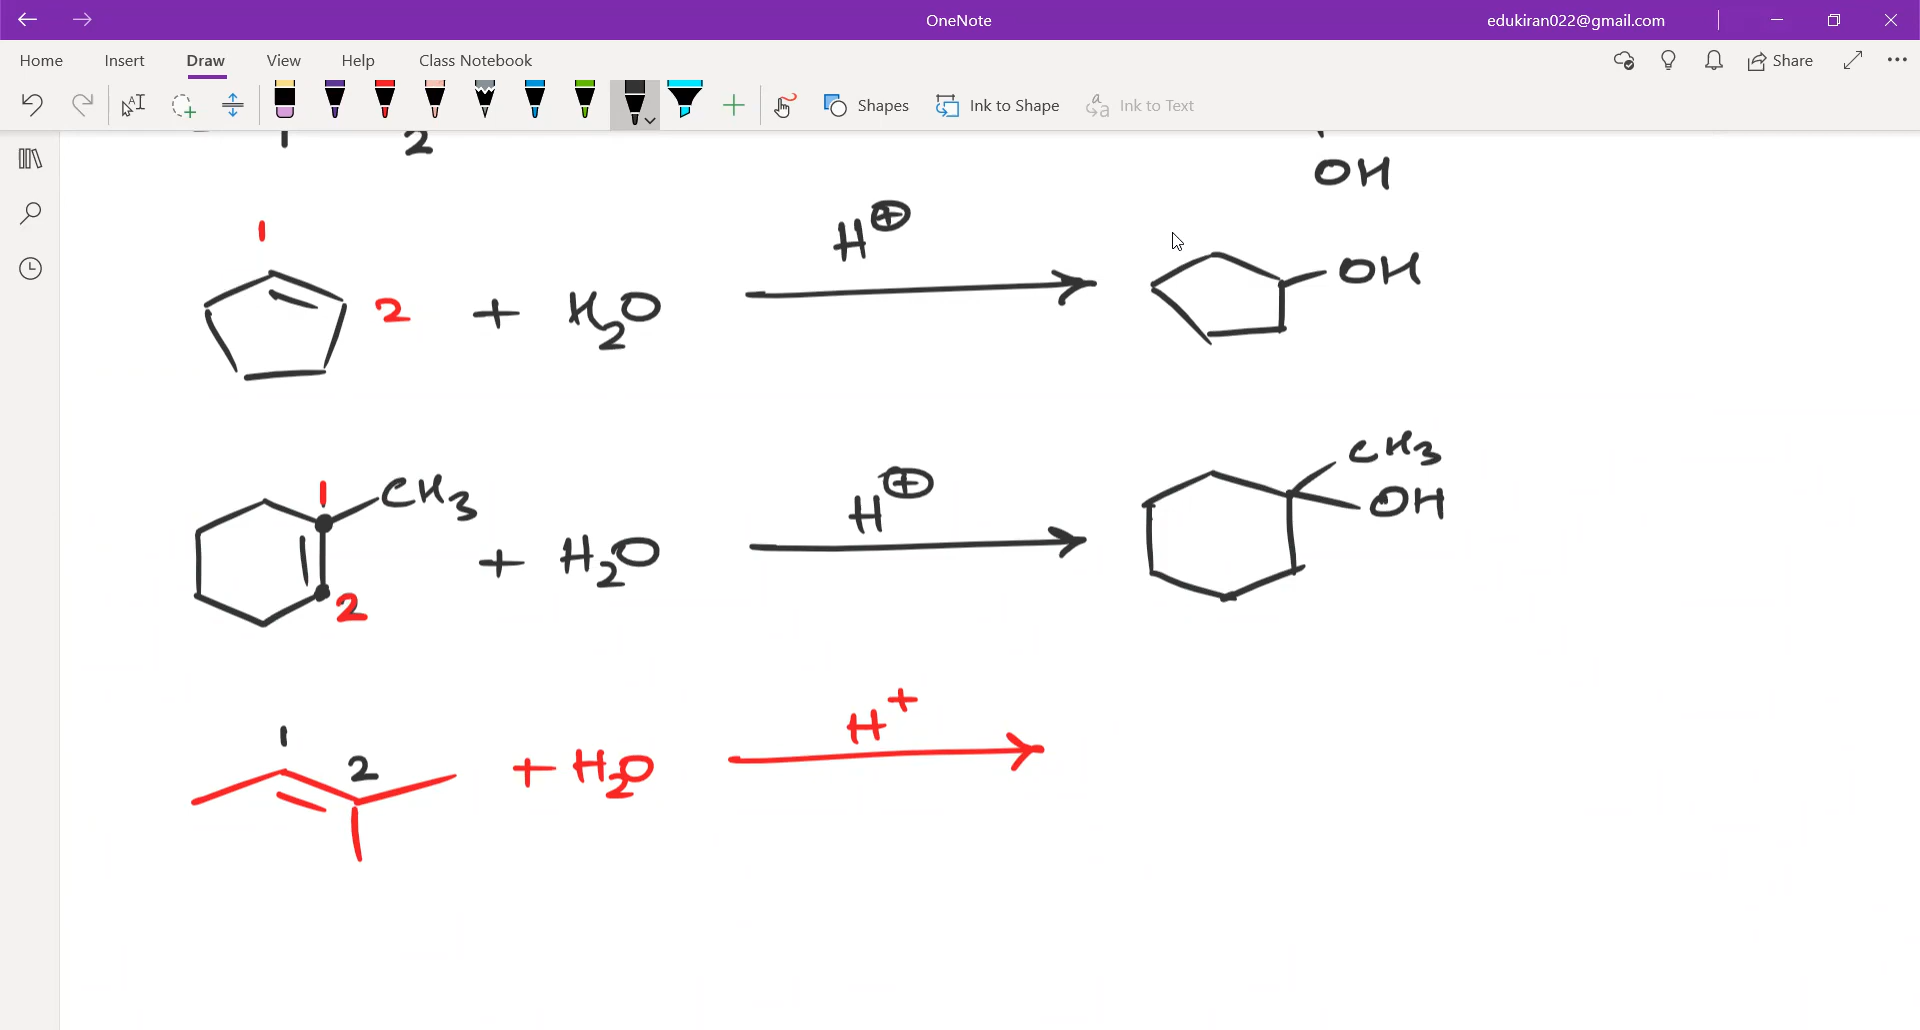 OneNote
edukiran022@gmail.com
Home Insert Draw View Help Class Notebook
Share
Shapes Ink to Shape Ink to Text
1 2
OH
1
H⊕
2 + H2O
OH
1 CH3
+ H2O
2
H⊕
CH3
OH
1
2
+ H2O
H+